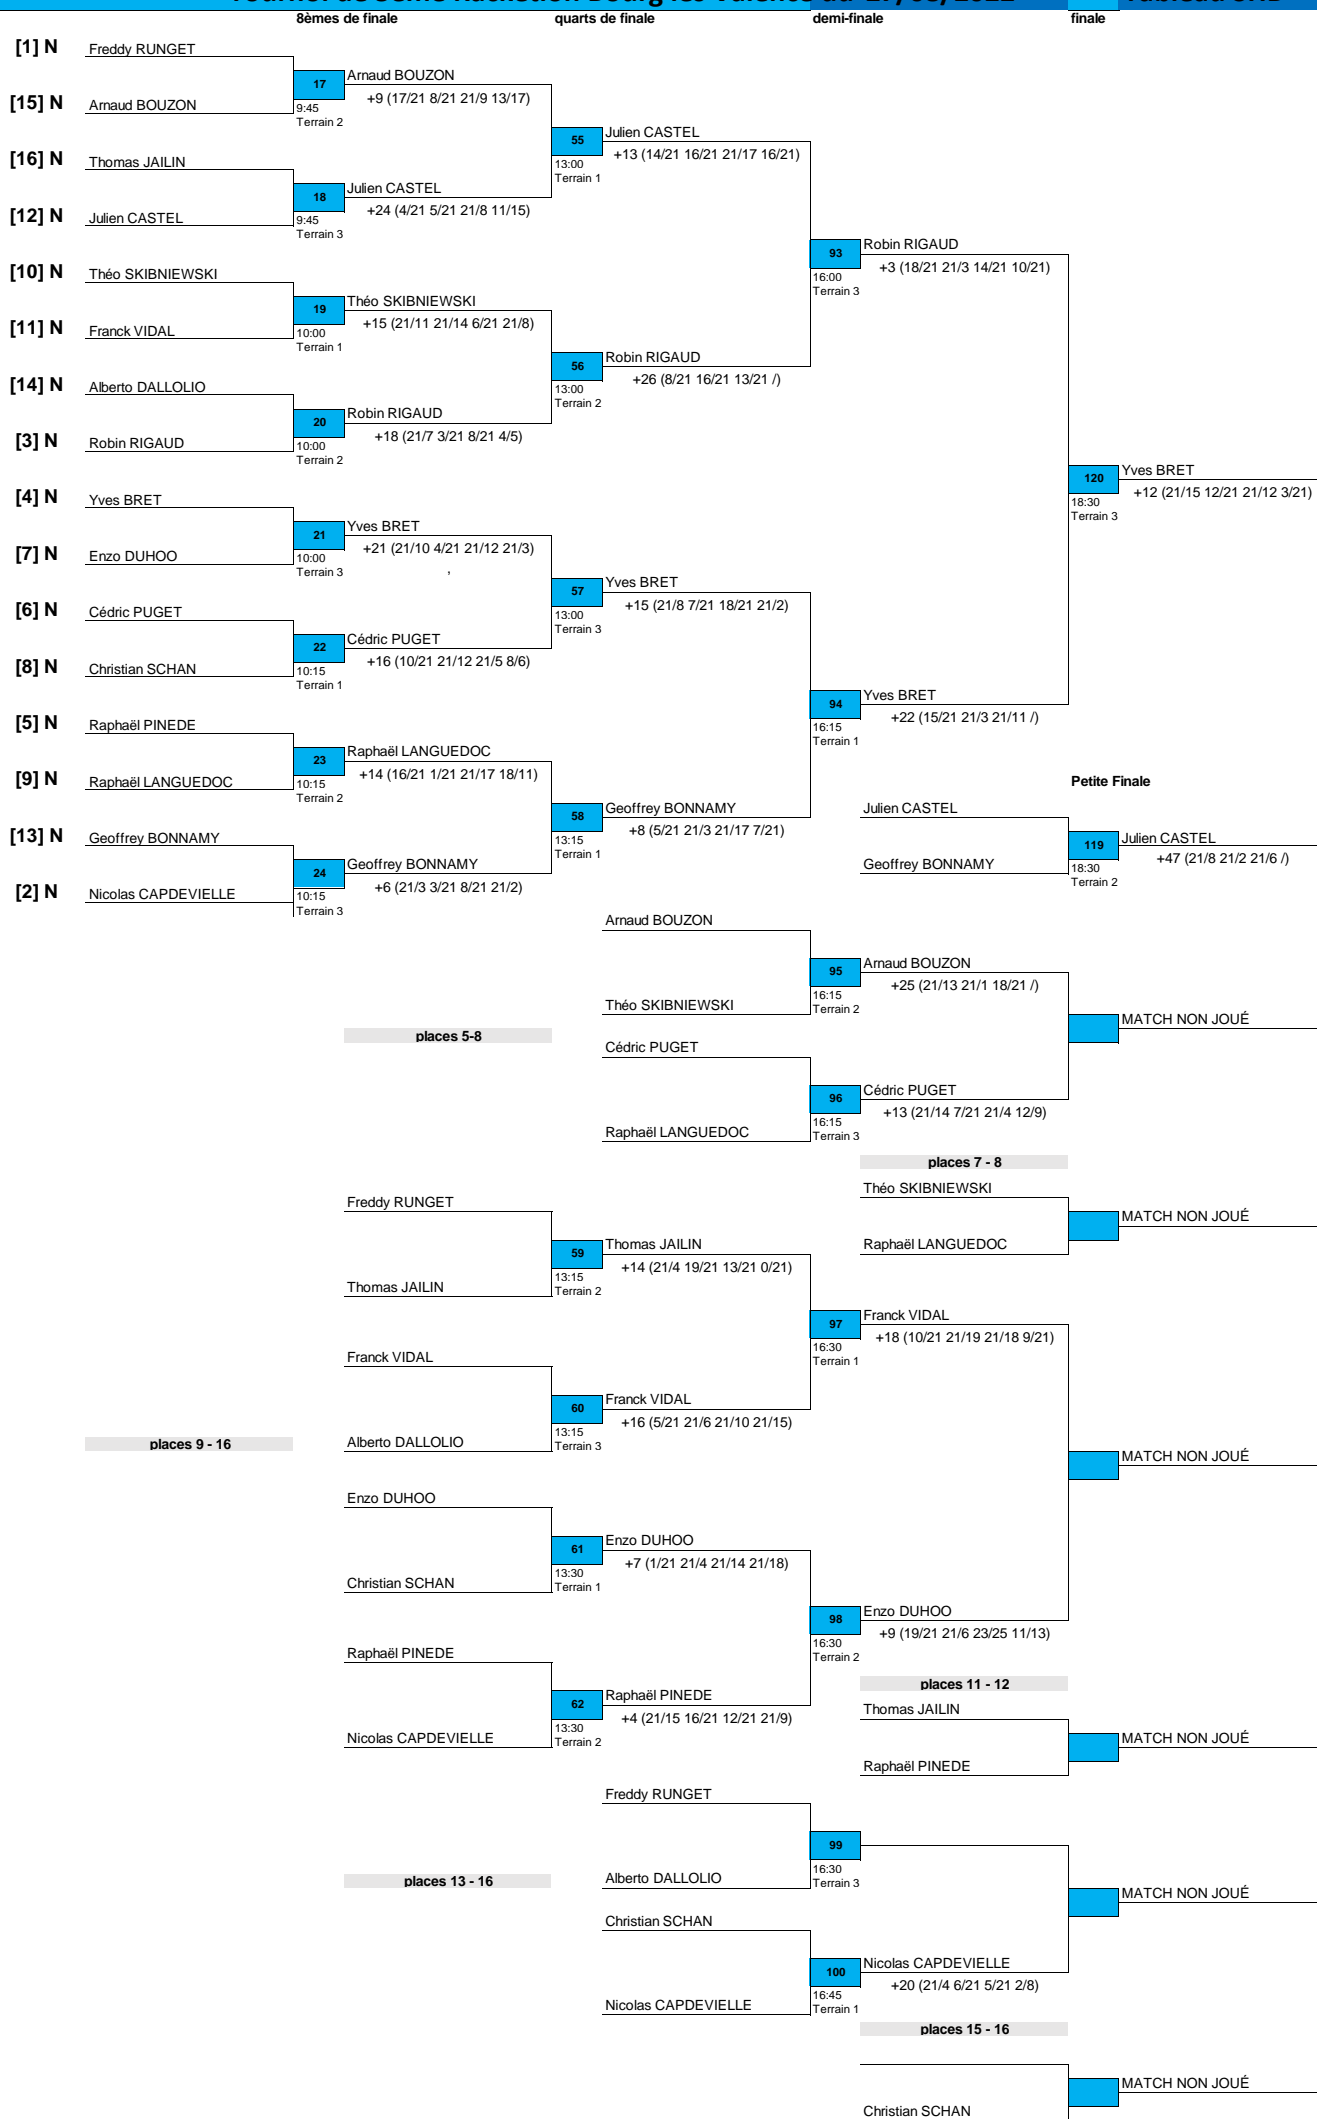 8èmes de finale quarts de finale demi-finale finale
[1] N Freddy RUNGET
17 Arnaud BOUZON
+9 (17/21 8/21 21/9 13/17)
[15] N Arnaud BOUZON
9:45
Terrain 2
55 Julien CASTEL
+13 (14/21 16/21 21/17 16/21)
13:00
Terrain 1
[16] N Thomas JAILIN
18 Julien CASTEL
+24 (4/21 5/21 21/8 11/15)
[12] N Julien CASTEL
9:45
Terrain 3
93 Robin RIGAUD
+3 (18/21 21/3 14/21 10/21)
16:00
Terrain 3
[10] N Théo SKIBNIEWSKI
19 Théo SKIBNIEWSKI
+15 (21/11 21/14 6/21 21/8)
[11] N Franck VIDAL
10:00
Terrain 1
56 Robin RIGAUD
+26 (8/21 16/21 13/21 /)
13:00
Terrain 2
[14] N Alberto DALLOLIO
20 Robin RIGAUD
+18 (21/7 3/21 8/21 4/5)
[3] N Robin RIGAUD
10:00
Terrain 2
120 Yves BRET
+12 (21/15 12/21 21/12 3/21)
18:30
Terrain 3
[4] N Yves BRET
21 Yves BRET
+21 (21/10 4/21 21/12 21/3)
,
[7] N Enzo DUHOO
10:00
Terrain 3
57 Yves BRET
+15 (21/8 7/21 18/21 21/2)
13:00
Terrain 3
[6] N Cédric PUGET
22 Cédric PUGET
+16 (10/21 21/12 21/5 8/6)
[8] N Christian SCHAN
10:15
Terrain 1
94 Yves BRET
+22 (15/21 21/3 21/11 /)
16:15
Terrain 1
[5] N Raphaël PINEDE
23 Raphaël LANGUEDOC
+14 (16/21 1/21 21/17 18/11)
[9] N Raphaël LANGUEDOC
10:15
Terrain 2
58 Geoffrey BONNAMY
+8 (5/21 21/3 21/17 7/21)
13:15
Terrain 1
[13] N Geoffrey BONNAMY
24 Geoffrey BONNAMY
+6 (21/3 3/21 8/21 21/2)
[2] N Nicolas CAPDEVIELLE
10:15
Terrain 3
Petite Finale
Julien CASTEL
119 Julien CASTEL
+47 (21/8 21/2 21/6 /)
Geoffrey BONNAMY
18:30
Terrain 2
Arnaud BOUZON
95 Arnaud BOUZON
+25 (21/13 21/1 18/21 /)
Théo SKIBNIEWSKI
16:15
Terrain 2
places 5-8
MATCH NON JOUÉ
Cédric PUGET
96 Cédric PUGET
+13 (21/14 7/21 21/4 12/9)
Raphaël LANGUEDOC
16:15
Terrain 3
places 7 - 8
Théo SKIBNIEWSKI
MATCH NON JOUÉ
Raphaël LANGUEDOC
Freddy RUNGET
59 Thomas JAILIN
+14 (21/4 19/21 13/21 0/21)
Thomas JAILIN
13:15
Terrain 2
97 Franck VIDAL
+18 (10/21 21/19 21/18 9/21)
16:30
Terrain 1
Franck VIDAL
60 Franck VIDAL
+16 (5/21 21/6 21/10 21/15)
Alberto DALLOLIO
13:15
Terrain 3
places 9 - 16
MATCH NON JOUÉ
Enzo DUHOO
61 Enzo DUHOO
+7 (1/21 21/4 21/14 21/18)
Christian SCHAN
13:30
Terrain 1
98 Enzo DUHOO
+9 (19/21 21/6 23/25 11/13)
16:30
Terrain 2
Raphaël PINEDE
62 Raphaël PINEDE
+4 (21/15 16/21 12/21 21/9)
Nicolas CAPDEVIELLE
13:30
Terrain 2
places 11 - 12
Thomas JAILIN
MATCH NON JOUÉ
Raphaël PINEDE
Freddy RUNGET
99
Alberto DALLOLIO
16:30
Terrain 3
places 13 - 16
MATCH NON JOUÉ
Christian SCHAN
100 Nicolas CAPDEVIELLE
+20 (21/4 6/21 5/21 2/8)
Nicolas CAPDEVIELLE
16:45
Terrain 1
places 15 - 16
MATCH NON JOUÉ
Christian SCHAN